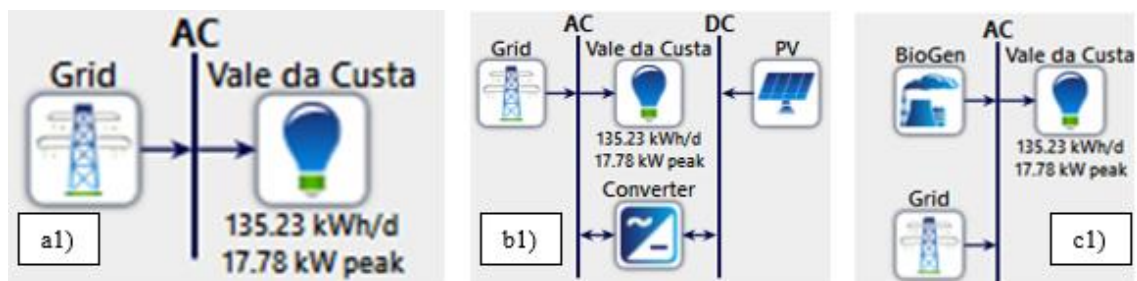 AC
Grid
Vale da Custa
135.23 kWh/d
17.78 kW peak
a1)
AC
DC
Grid
Vale da Custa
PV
135.23 kWh/d
17.78 kW peak
Converter
b1)
AC
BioGen
Vale da Custa
135.23 kWh/d
17.78 kW peak
Grid
c1)